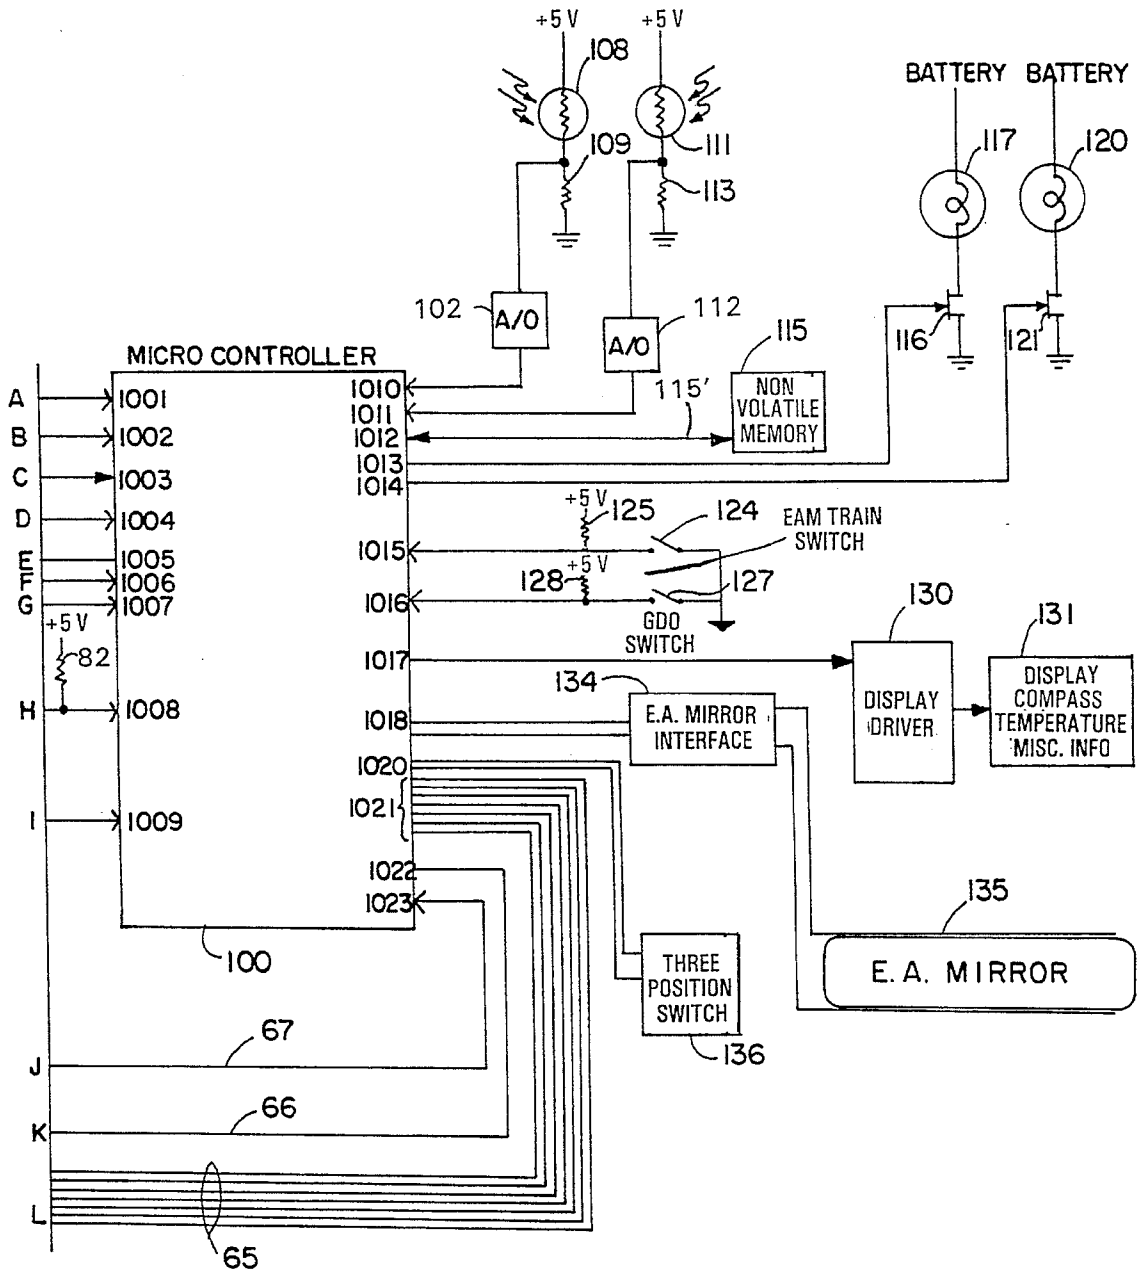 +5 V
+5 V
108
BATTERY
BATTERY
109
111
117
120
113
102
A/O
112
A/O
116
121
MICRO CONTROLLER
115
115'
NON
VOLATILE
MEMORY
A
1001
1010
1011
B
1002
1012
1013
C
1003
1014
D
1004
+5 V
125
124
EAM TRAIN
SWITCH
E
1005
1015
+5 V
F
1006
128
127
G
1007
1016
GDO
SWITCH
+5 V
82
1017
130
131
DISPLAY
DRIVER
DISPLAY
COMPASS
TEMPERATURE
MISC. INFO
134
E.A. MIRROR
INTERFACE
H
1008
1018
1020
1021
I
1009
1022
1023
100
135
E. A. MIRROR
THREE
POSITION
SWITCH
136
J
67
K
66
L
65